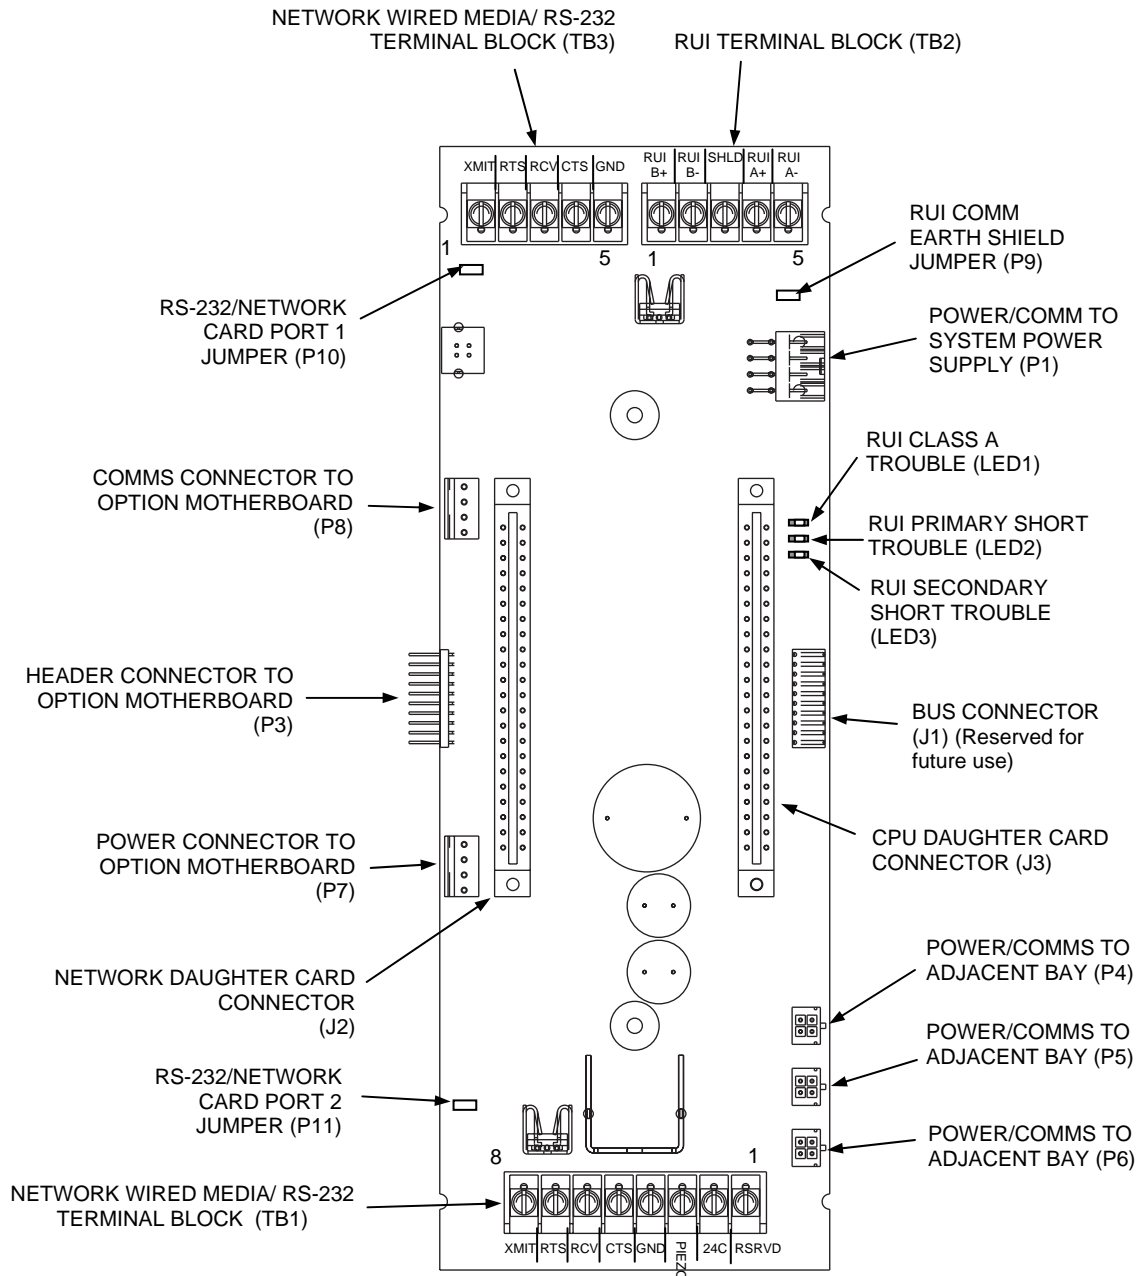 NETWORK WIRED MEDIA/ RS-232
TERMINAL BLOCK (TB3)
RUI TERMINAL BLOCK (TB2)
XMIT RTS RCV CTS GND
RUI B+ RUI B- SHLD RUI A+ RUI A-
1 5 1 5
RS-232/NETWORK
CARD PORT 1
JUMPER (P10)
RUI COMM
EARTH SHIELD
JUMPER (P9)
POWER/COMM TO
SYSTEM POWER
SUPPLY (P1)
COMMS CONNECTOR TO
OPTION MOTHERBOARD
(P8)
RUI CLASS A
TROUBLE (LED1)
RUI PRIMARY SHORT
TROUBLE (LED2)
RUI SECONDARY
SHORT TROUBLE
(LED3)
HEADER CONNECTOR TO
OPTION MOTHERBOARD
(P3)
BUS CONNECTOR
(J1) (Reserved for
future use)
POWER CONNECTOR TO
OPTION MOTHERBOARD
(P7)
CPU DAUGHTER CARD
CONNECTOR (J3)
NETWORK DAUGHTER CARD
CONNECTOR
(J2)
POWER/COMMS TO
ADJACENT BAY (P4)
POWER/COMMS TO
ADJACENT BAY (P5)
RS-232/NETWORK
CARD PORT 2
JUMPER (P11)
POWER/COMMS TO
ADJACENT BAY (P6)
8 1
NETWORK WIRED MEDIA/ RS-232
TERMINAL BLOCK (TB1)
XMIT RTS RCV CTS GND PIEZO 24C RSRVD